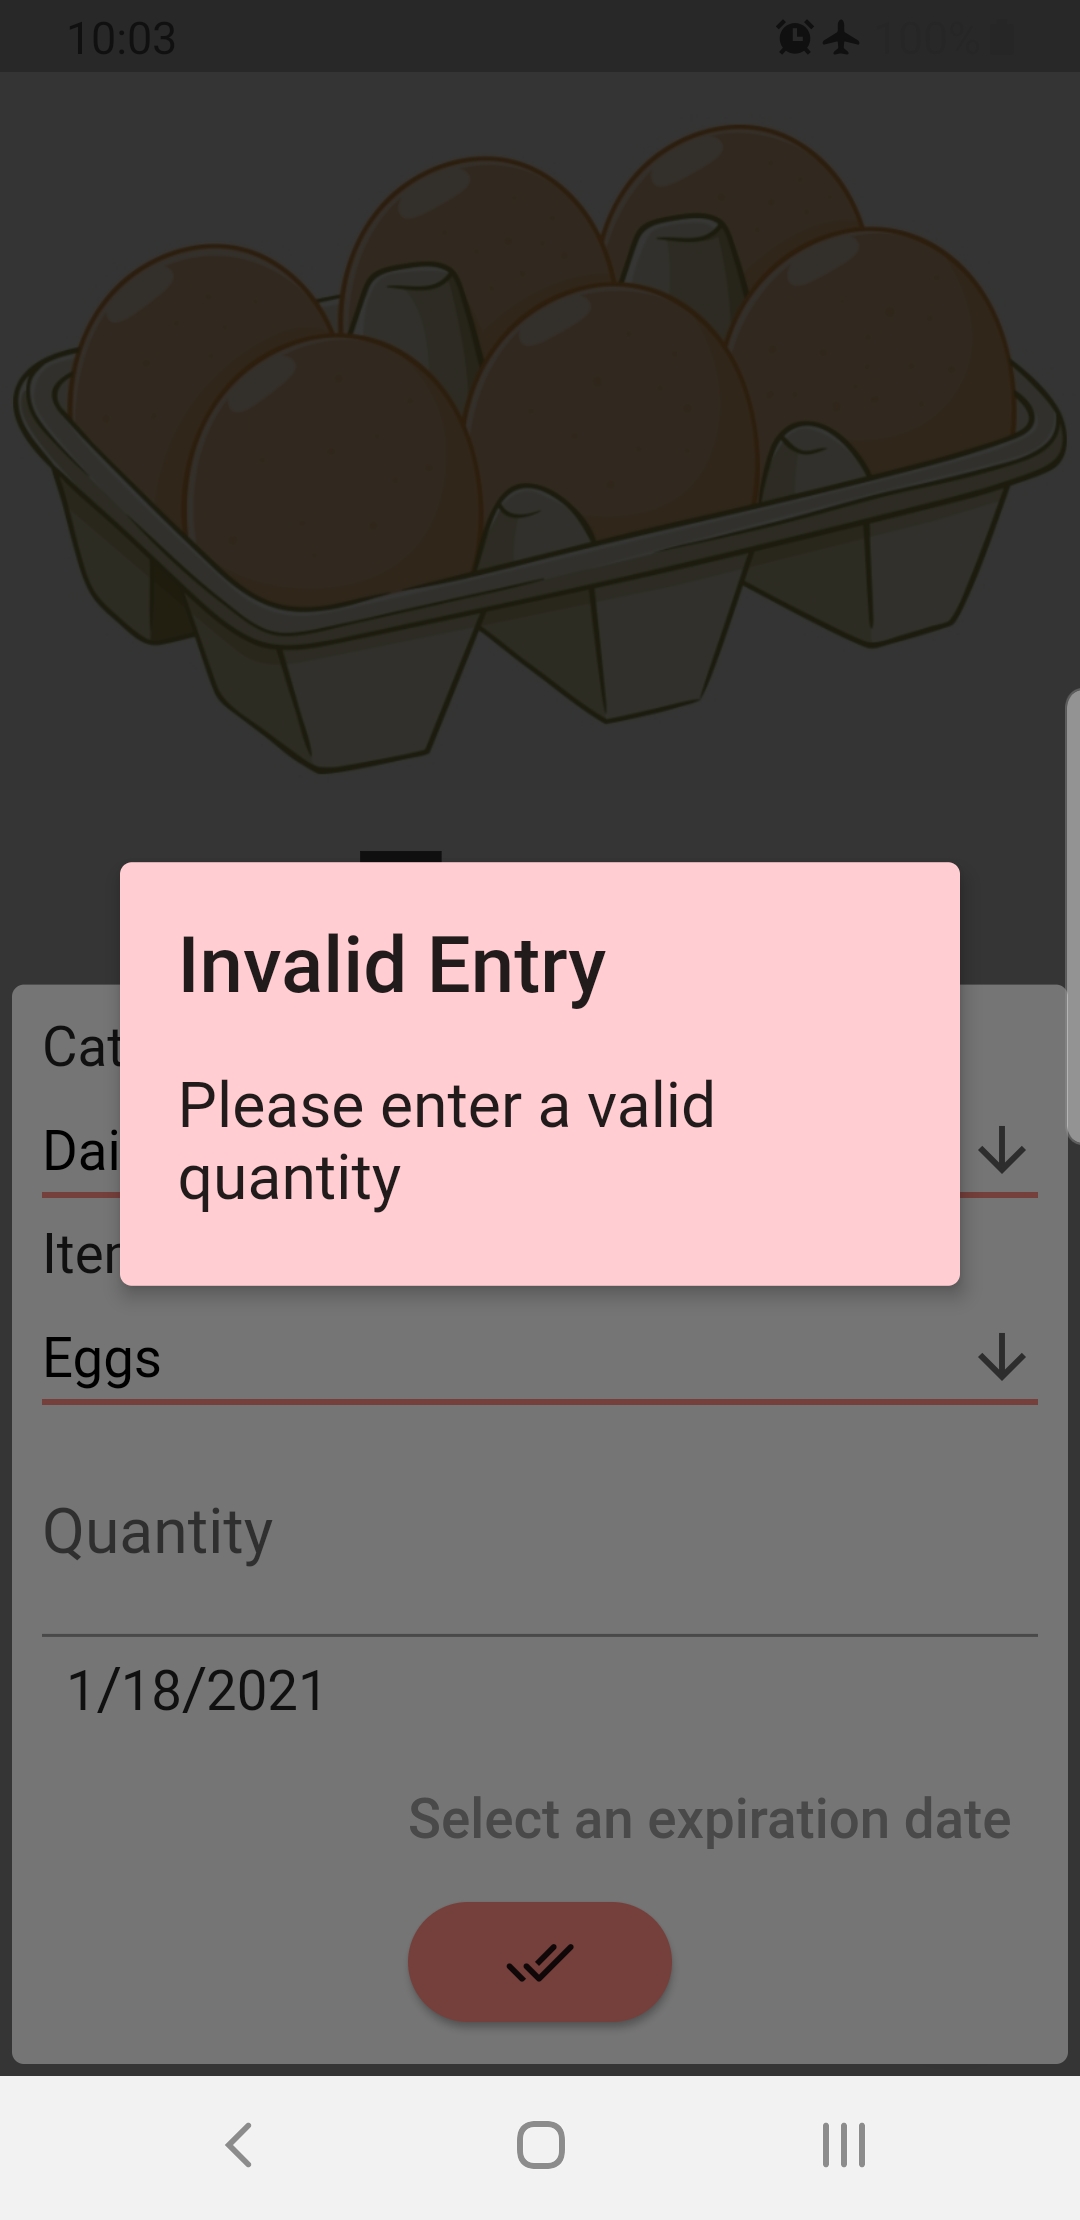 10:03 100%
Invalid Entry
Please enter a valid
quantity
Cat
Dai
Eggs
Quantity
1/18/2021
Select an expiration date